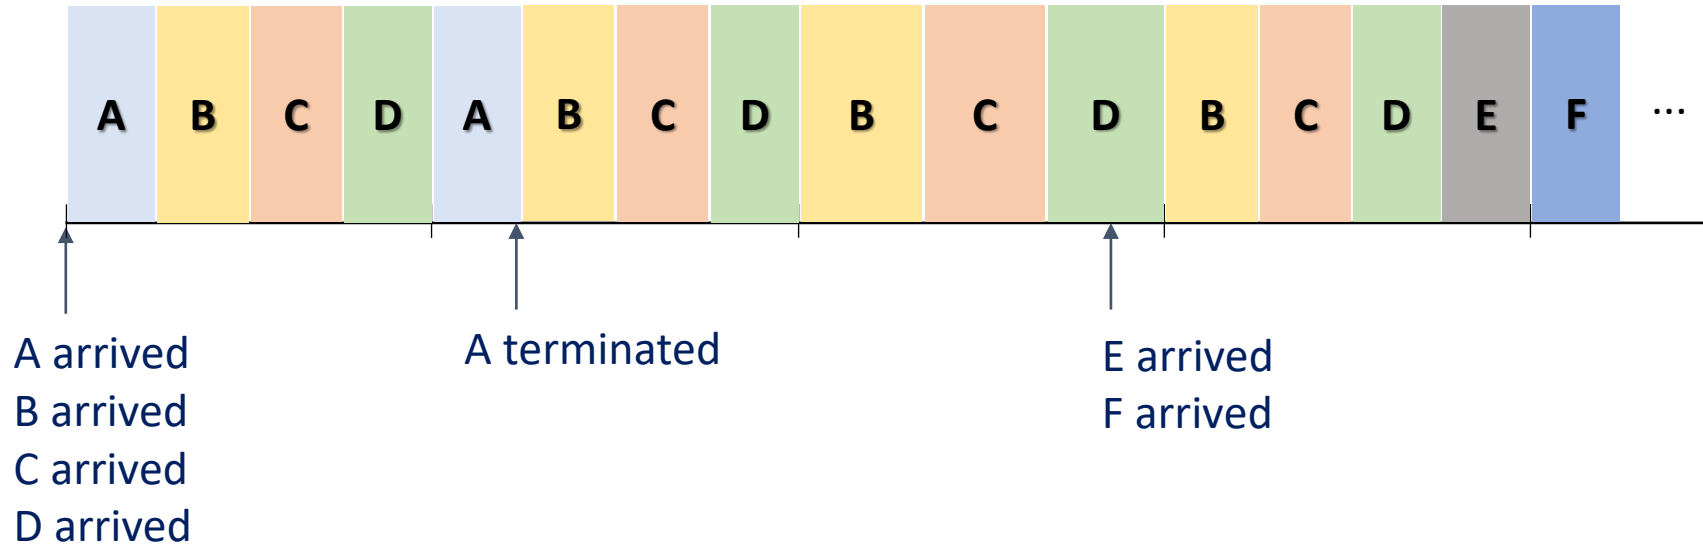 A B C D A B C D B C D B C D E F ...
A arrived
B arrived
C arrived
D arrived
A terminated
E arrived
F arrived